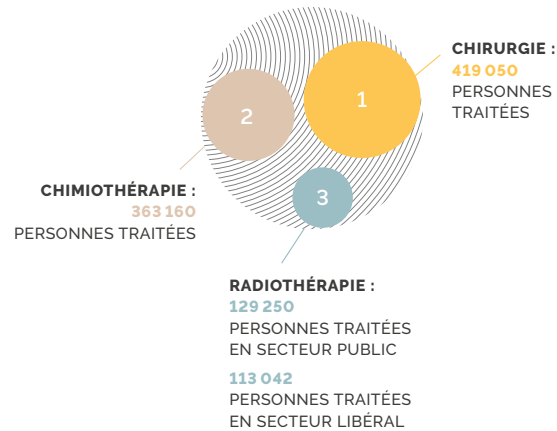 1
CHIRURGIE :
419 050
PERSONNES
TRAITÉES
2
CHIMIOTHÉRAPIE :
363 160
PERSONNES TRAITÉES
3
RADIOTHÉRAPIE :
129 250
PERSONNES TRAITÉES
EN SECTEUR PUBLIC
113 042
PERSONNES TRAITÉES
EN SECTEUR LIBÉRAL